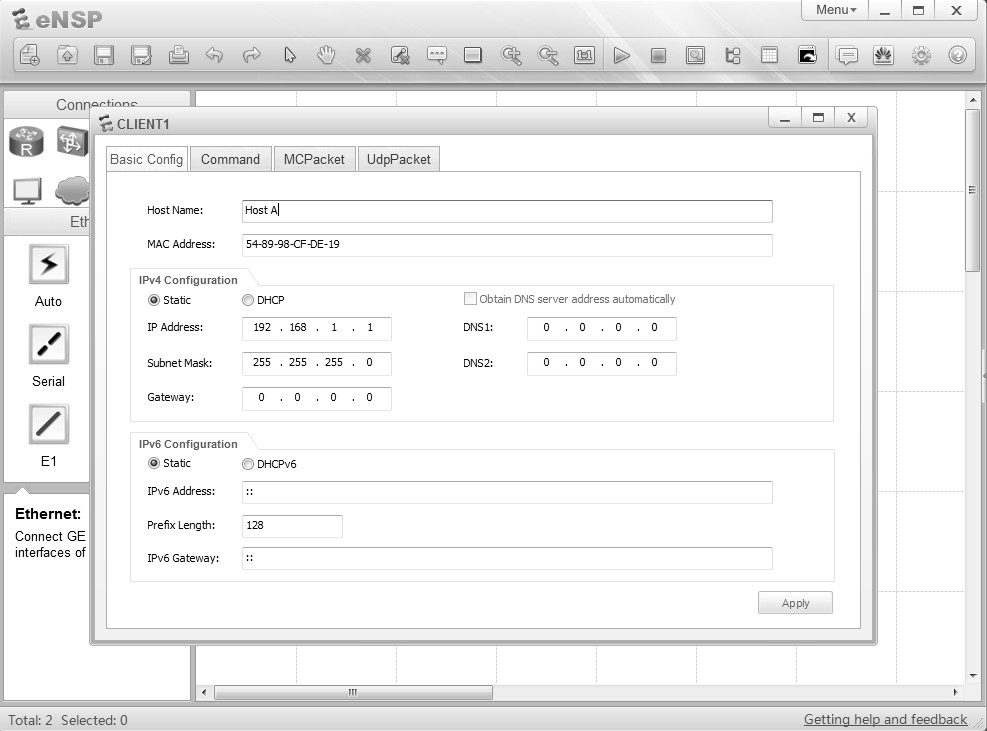 eNSP
Menu
Connections
R
Eth
Auto
Serial
E1
Ethernet:
Connect GE
interfaces of
CLIENT1
Basic Config Command MCPacket UdpPacket
Host Name: Host A
MAC Address: 54-89-98-CF-DE-19
IPv4 Configuration
Static DHCP Obtain DNS server address automatically
IP Address: 192 . 168 . 1 . 1 DNS1: 0 . 0 . 0 . 0
Subnet Mask: 255 . 255 . 255 . 0 DNS2: 0 . 0 . 0 . 0
Gateway: 0 . 0 . 0 . 0
IPv6 Configuration
Static DHCPv6
IPv6 Address: ::
Prefix Length: 128
IPv6 Gateway: ::
Apply
Total: 2 Selected: 0 Getting help and feedback